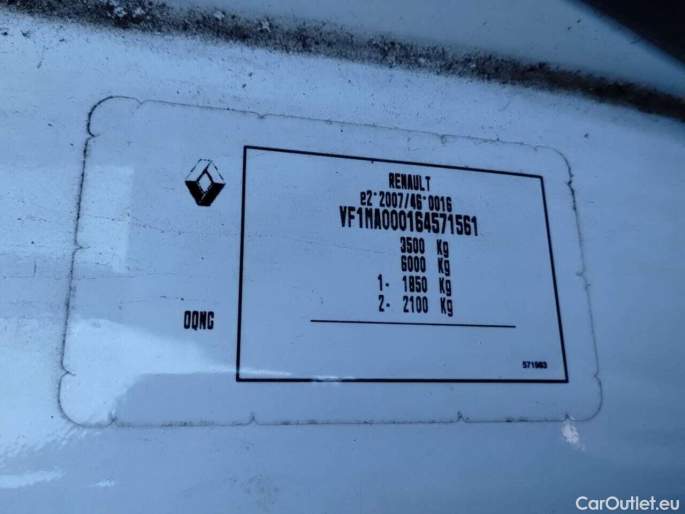 RENAULT
e2*2007/46*0016
VF1MA000164571561
3500 Kg
6000 Kg
1- 1850 Kg
2- 2100 Kg
OQNG
571983
CarOutlet.eu